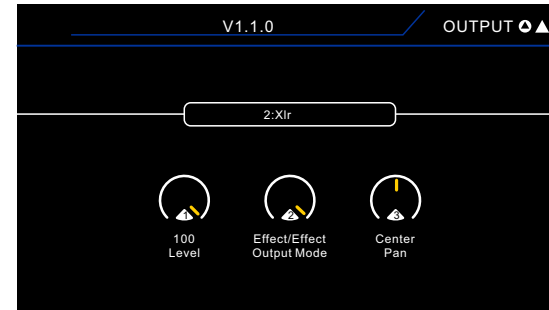 V1.1.0
OUTPUT
2:Xlr
1
2
3
100
Level
Effect/Effect
Output Mode
Center
Pan